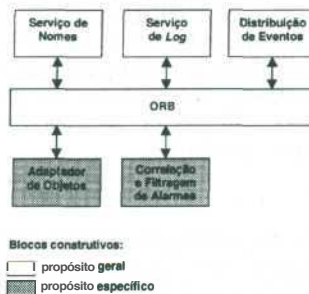 Serviço de
Nomes
Serviço
de Log
Distribuição
de Eventos
ORB
Adaptador
de Objetos
Correlação
e Filtragem
de Alarmes
Blocos construtivos:
propósito geral
propósito específico